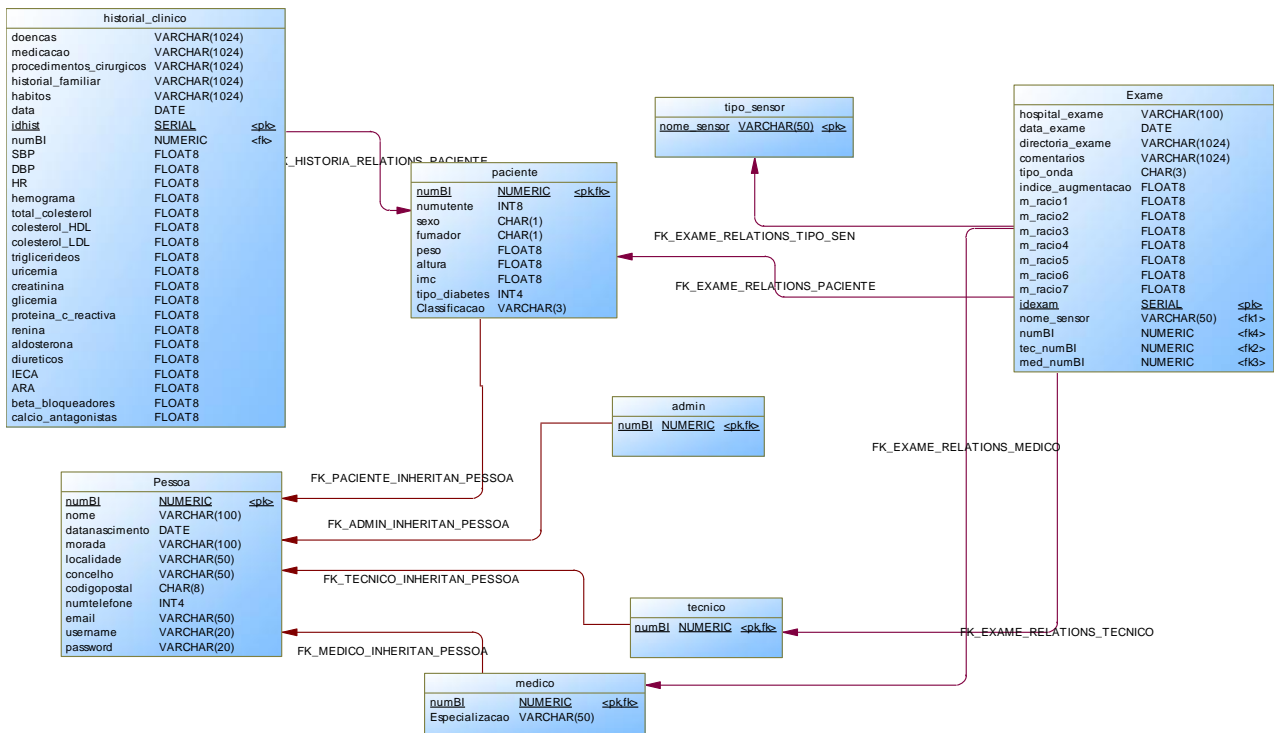 historial_clinico
doencas VARCHAR(1024)
medicacao VARCHAR(1024)
procedimentos_cirurgicos VARCHAR(1024)
historial_familiar VARCHAR(1024)
habitos VARCHAR(1024)
data DATE
idhist SERIAL <pk>
numBI NUMERIC <fk>
SBP FLOAT8
DBP FLOAT8
HR FLOAT8
hemograma FLOAT8
total_colesterol FLOAT8
colesterol_HDL FLOAT8
colesterol_LDL FLOAT8
triglicerideos FLOAT8
uricemia FLOAT8
creatinina FLOAT8
glicemia FLOAT8
proteina_c_reactiva FLOAT8
renina FLOAT8
aldosterona FLOAT8
diureticos FLOAT8
IECA FLOAT8
ARA FLOAT8
beta_bloqueadores FLOAT8
calcio_antagonistas FLOAT8
K_HISTORIA_RELATIONS_PACIENTE
paciente
numBI NUMERIC <pk,fk>
numutente INT8
sexo CHAR(1)
fumador CHAR(1)
peso FLOAT8
altura FLOAT8
imc FLOAT8
tipo_diabetes INT4
Classificacao VARCHAR(3)
tipo_sensor
nome_sensor VARCHAR(50) <pk>
Exame
hospital_exame VARCHAR(100)
data_exame DATE
directoria_exame VARCHAR(1024)
comentarios VARCHAR(1024)
tipo_onda CHAR(3)
indice_augmentacao FLOAT8
m_racio1 FLOAT8
m_racio2 FLOAT8
m_racio3 FLOAT8
m_racio4 FLOAT8
m_racio5 FLOAT8
m_racio6 FLOAT8
m_racio7 FLOAT8
idexam SERIAL <pk>
nome_sensor VARCHAR(50) <fk1>
numBI NUMERIC <fk4>
tec_numBI NUMERIC <fk2>
med_numBI NUMERIC <fk3>
FK_EXAME_RELATIONS_TIPO_SEN
FK_EXAME_RELATIONS_PACIENTE
admin
numBI NUMERIC <pk,fk>
FK_EXAME_RELATIONS_MEDICO
FK_PACIENTE_INHERITAN_PESSOA
FK_ADMIN_INHERITAN_PESSOA
FK_TECNICO_INHERITAN_PESSOA
FK_MEDICO_INHERITAN_PESSOA
Pessoa
numBI NUMERIC <pk>
nome VARCHAR(100)
datanascimento DATE
morada VARCHAR(100)
localidade VARCHAR(50)
concelho VARCHAR(50)
codigopostal CHAR(8)
numtelefone INT4
email VARCHAR(50)
username VARCHAR(20)
password VARCHAR(20)
tecnico
numBI NUMERIC <pk,fk>
FK_EXAME_RELATIONS_TECNICO
medico
numBI NUMERIC <pk,fk>
Especializacao VARCHAR(50)